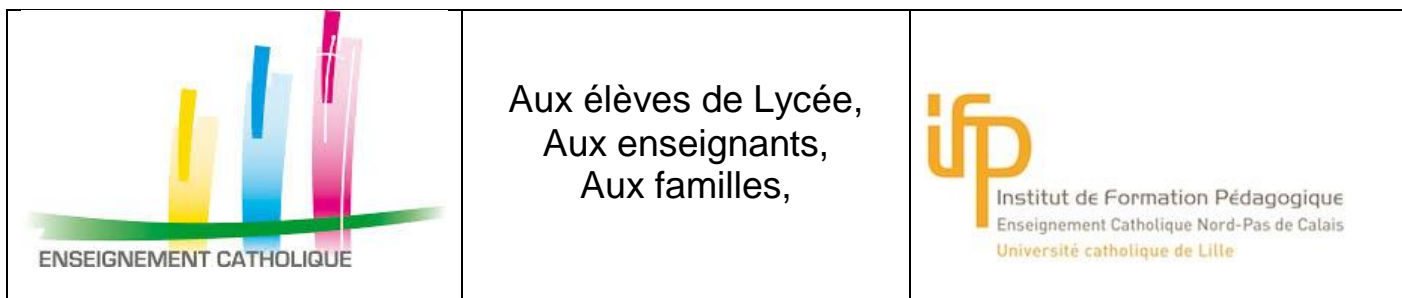 ENSEIGNEMENT CATHOLIQUE
Aux élèves de Lycée,
Aux enseignants,
Aux familles,
ifp
Institut de Formation Pédagogique
Enseignement Catholique Nord-Pas de Calais
Université catholique de Lille